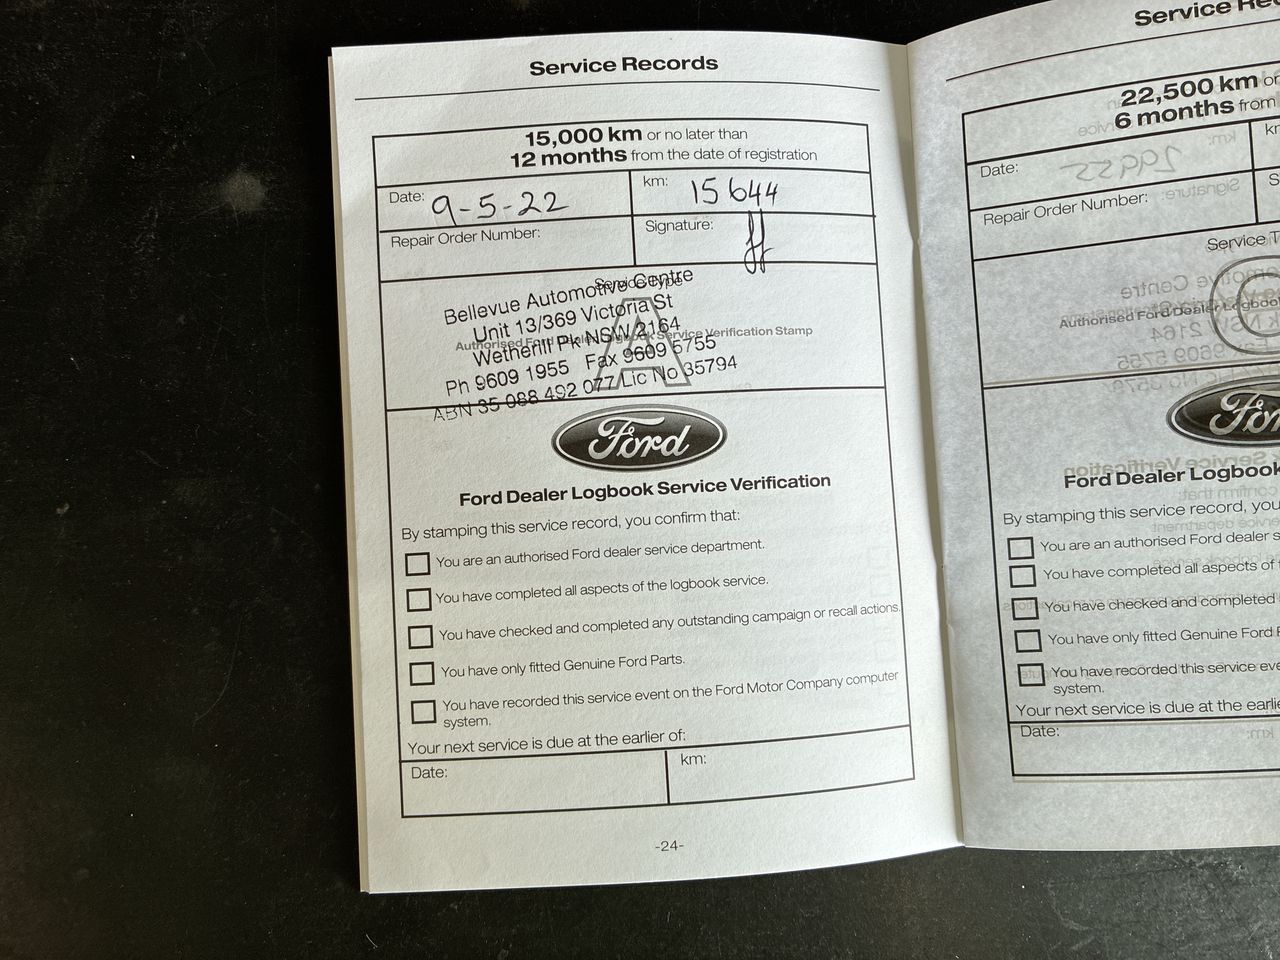 Service Records
15,000 km or no later than
12 months from the date of registration
Date: 9-5-22
km: 15644
Repair Order Number:
Signature:
Service Type
A
Authorised Ford Dealer Logbook Service Verification Stamp
Bellevue Automotive Centre
Unit 13/369 Victoria St
Wetherill Pk NSW 2164
Ph 9609 1955 Fax 9609 5755
ABN 35 088 492 077 Lic No 35794
Ford
Ford Dealer Logbook Service Verification
By stamping this service record, you confirm that:
You are an authorised Ford dealer service department.
You have completed all aspects of the logbook service.
You have checked and completed any outstanding campaign or recall actions.
You have only fitted Genuine Ford Parts.
You have recorded this service event on the Ford Motor Company computer
system.
Your next service is due at the earlier of:
Date:
km:
-24-
Service
22,500 km or
6 months from
Date:
Repair Order Number:
Service
Authorised Ford Dealer
Ford Dealer Logbook
By stamping this service record, you
You are an authorised Ford dealer
You have completed all aspects of
You have checked and completed
You have only fitted Genuine Ford
You have recorded this service
system.
Your next service is due at the
Date: